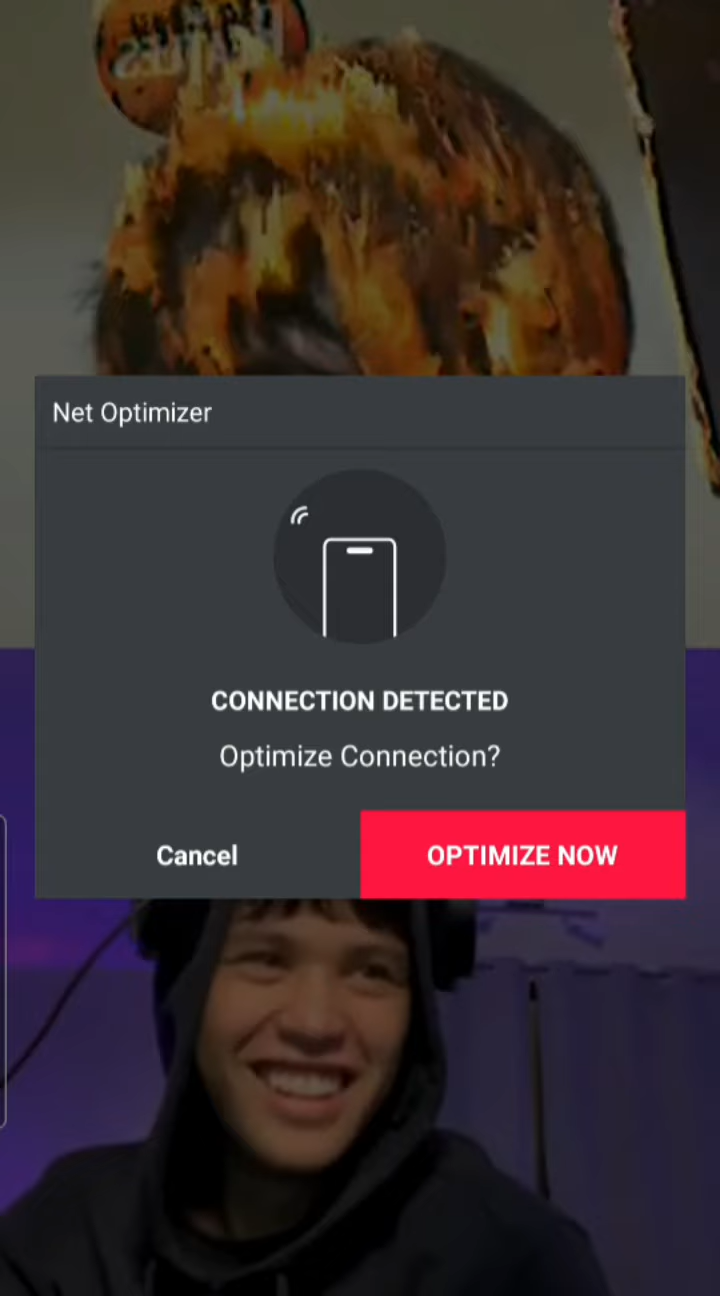 Net Optimizer
CONNECTION DETECTED
Optimize Connection?
Cancel
OPTIMIZE NOW